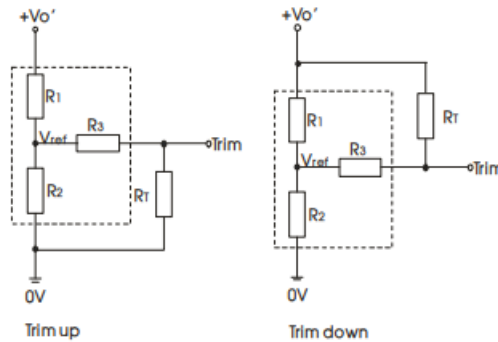 +Vo'
R1
Vref
R3
Trim
R2
RT
0V
Trim up
+Vo'
R1
RT
Vref
R3
Trim
R2
0V
Trim down